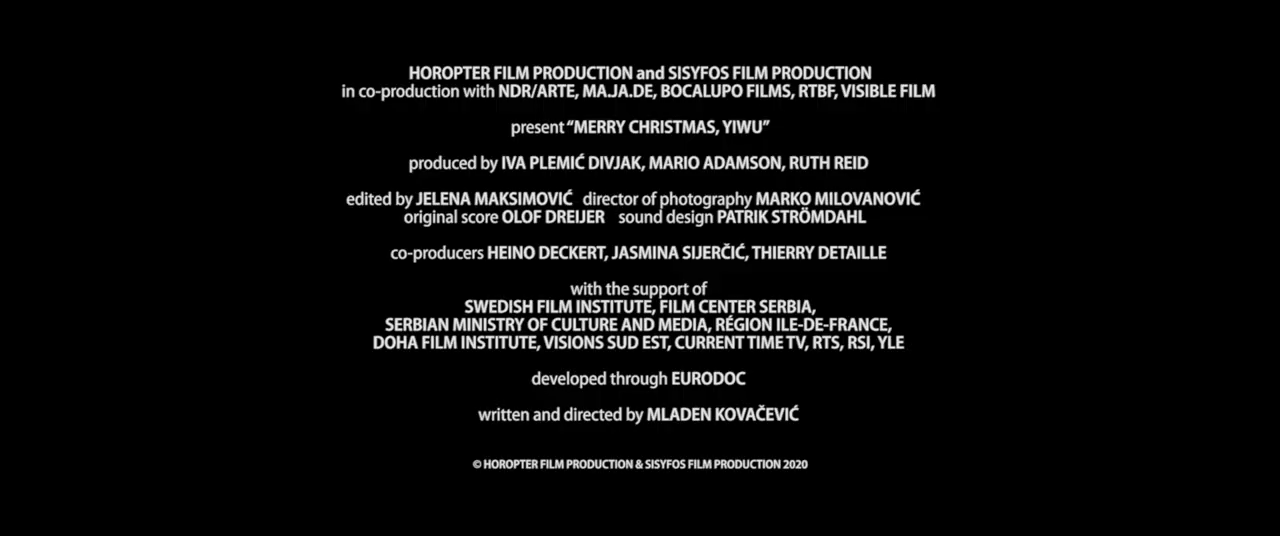 HOROPTER FILM PRODUCTION and SISYFOS FILM PRODUCTION
in co-production with NDR/ARTE, MA.JA.DE, BOCALUPO FILMS, RTBF, VISIBLE FILM
present “MERRY CHRISTMAS, YIWU”
produced by IVA PLEMIĆ DIVJAK, MARIO ADAMSON, RUTH REID
edited by JELENA MAKSIMOVIĆ director of photography MARKO MILOVANOVIĆ
original score OLOF DREIJER sound design PATRIK STRÖMDAHL
co-producers HEINO DECKERT, JASMINA SIJERČIĆ, THIERRY DETAILLE
with the support of
SWEDISH FILM INSTITUTE, FILM CENTER SERBIA,
SERBIAN MINISTRY OF CULTURE AND MEDIA, RÉGION ILE-DE-FRANCE,
DOHA FILM INSTITUTE, VISIONS SUD EST, CURRENT TIME TV, RTS, RSI, YLE
developed through EURODOC
written and directed by MLADEN KOVAČEVIĆ
© HOROPTER FILM PRODUCTION & SISYFOS FILM PRODUCTION 2020